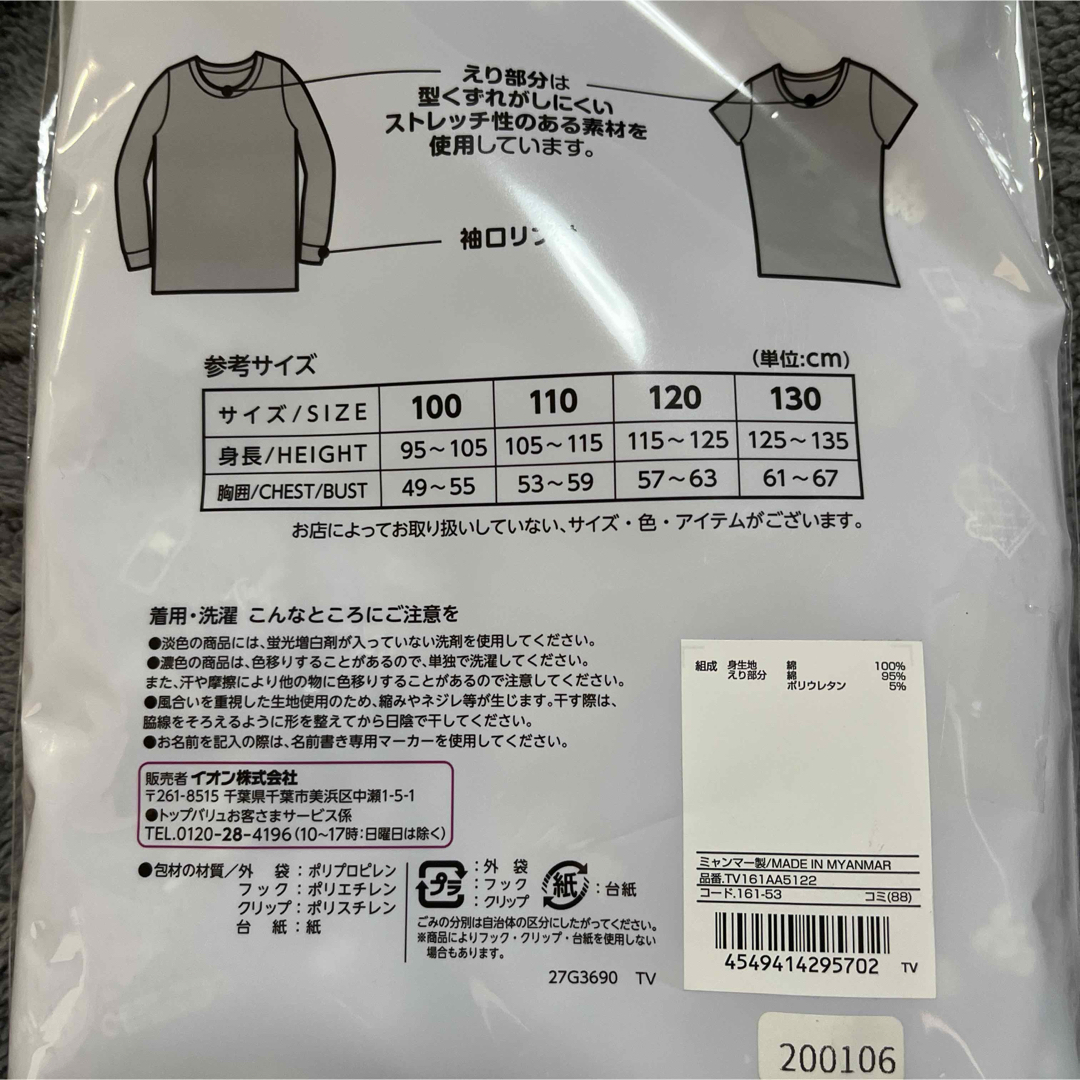 えり部分は
型くずれがしにくい
ストレッチ性のある素材を
使用しています。
袖口リブ
参考サイズ
(単位:cm)
サイズ/SIZE 100 110 120 130
身長/HEIGHT 95～105 105～115 115～125 125～135
胸囲/CHEST/BUST 49～55 53～59 57～63 61～67
お店によってお取り扱いしていない、サイズ・色・アイテムがございます。
着用・洗濯 こんなところにご注意を
●淡色の商品には、蛍光増白剤が入っていない洗剤を使用してください。
●濃色の商品は、色移りすることがあるので、単独で洗濯してください。
また、汗や摩擦により他の物に色移りすることがあるので注意してください。
●風合いを重視した生地使用のため、縮みやネジレ等が生じます。干す際は、
脇線をそろえるように形を整えてから日陰で干してください。
●お名前を記入の際は、名前書き専用マーカーを使用してください。
販売者 イオン株式会社
〒261-8515 千葉県千葉市美浜区中瀬1-5-1
●トップバリュお客さまサービス係
TEL.0120-28-4196(10～17時:日曜日は除く)
●包材の材質/外 袋:ポリプロピレン
フック:ポリエチレン
クリップ:ポリスチレン
台 紙:紙
プラ
:外 袋
:フック
:クリップ
紙
:台紙
ごみの分別は自治体の区分にしたがってください。
※商品によりフック・クリップ・台紙を使用しない
場合もあります。
27G3690 TV
組成 身生地 綿 100%
えり部分 綿 95%
ポリウレタン 5%
ミャンマー製/MADE IN MYANMAR
品番.TV161AA5122
コード.161-53 コミ(88)
4549414295702 TV
200106